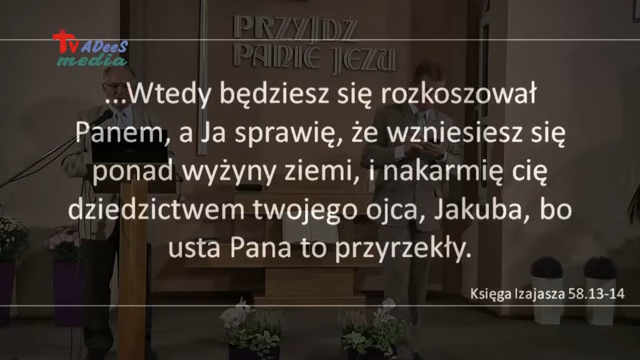 TV ADeeS
media
PRZYJDŹ
PANIE JEZU
...Wtedy będziesz się rozkoszował
Panem, a Ja sprawię, że wzniesiesz się
ponad wyżyny ziemi, i nakarmię cię
dziedzictwem twojego ojca, Jakuba, bo
usta Pana to przyrzekły.
Księga Izajasza 58.13-14